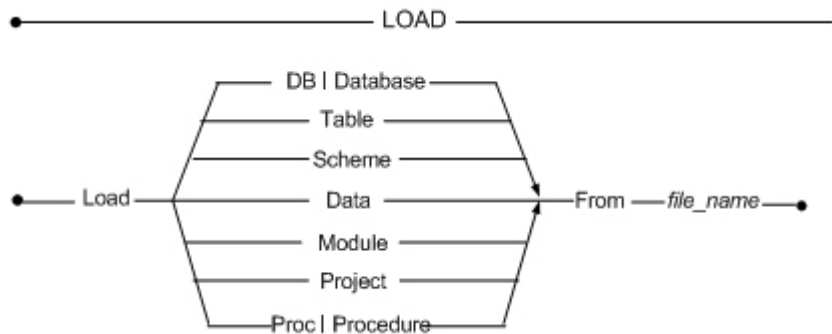 LOAD
DB | Database
Table
Scheme
Load Data From file_name
Module
Project
Proc | Procedure